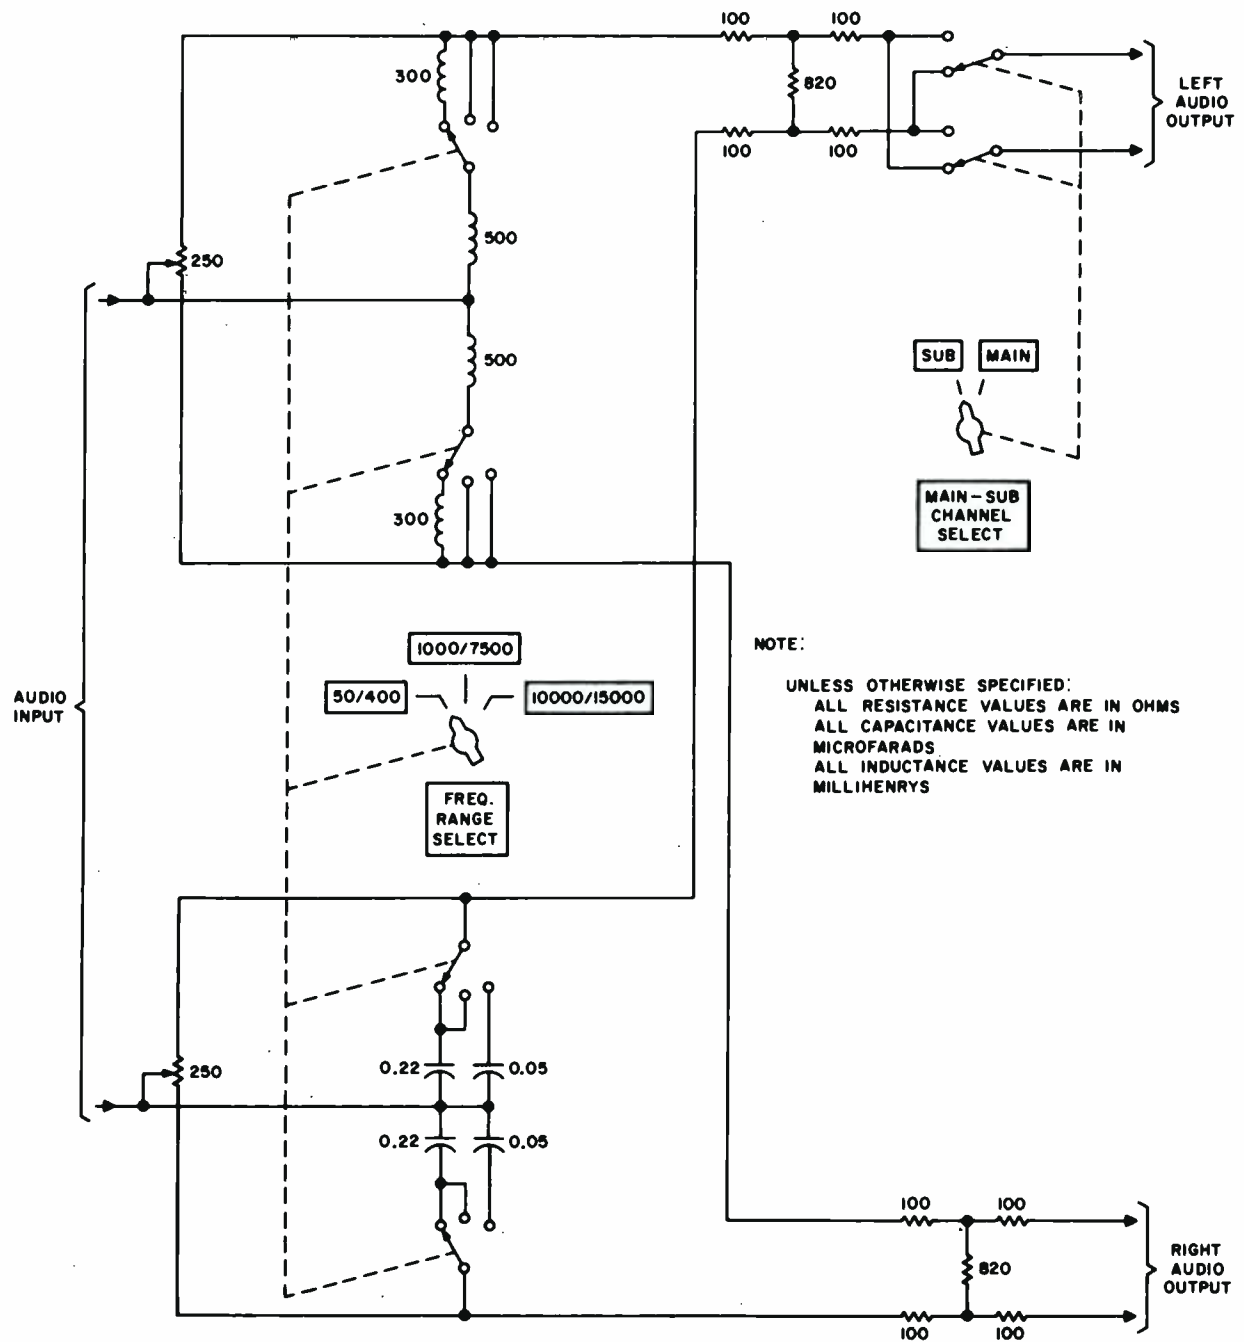 100
100
300
820
LEFT
AUDIO
OUTPUT
100
100
500
250
500
SUB
MAIN
MAIN-SUB
CHANNEL
SELECT
300
1000/7500
NOTE:
50/400
10000/15000
UNLESS OTHERWISE SPECIFIED:
ALL RESISTANCE VALUES ARE IN OHMS
ALL CAPACITANCE VALUES ARE IN
MICROFARADS
ALL INDUCTANCE VALUES ARE IN
MILLIHENRYS
AUDIO
INPUT
FREQ.
RANGE
SELECT
0.22
0.05
250
0.22
0.05
100
100
820
RIGHT
AUDIO
OUTPUT
100
100